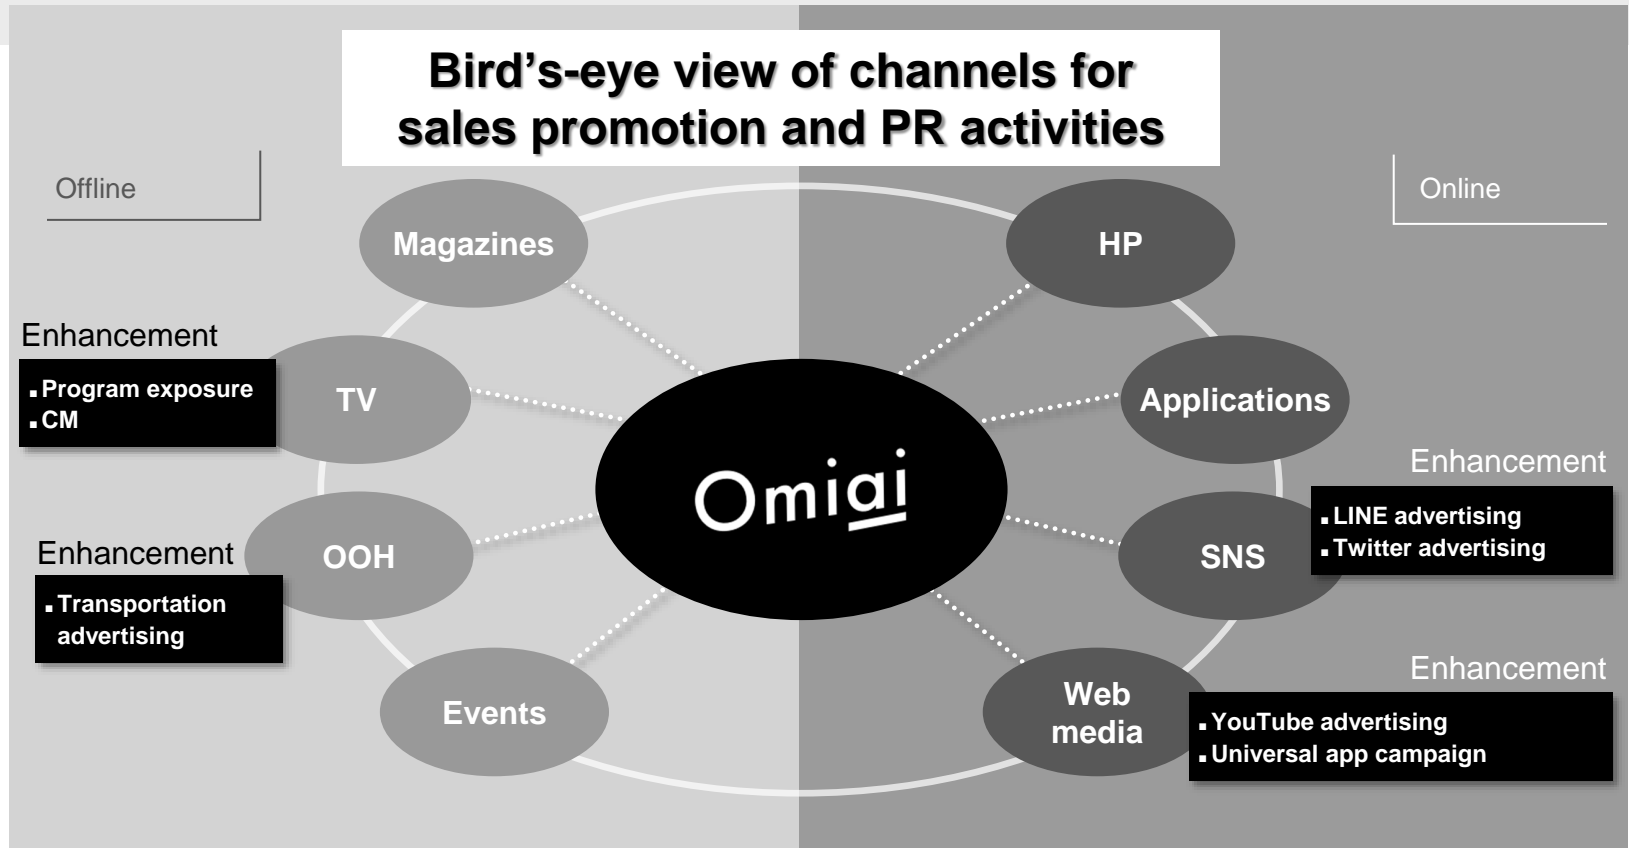 Bird’s-eye view of channels for
sales promotion and PR activities
Offline
Online
Magazines
HP
Enhancement
▪Program exposure
▪CM
TV
Applications
Omiai
Enhancement
▪LINE advertising
▪Twitter advertising
Enhancement
▪Transportation
advertising
OOH
SNS
Events
Web
media
Enhancement
▪YouTube advertising
▪Universal app campaign